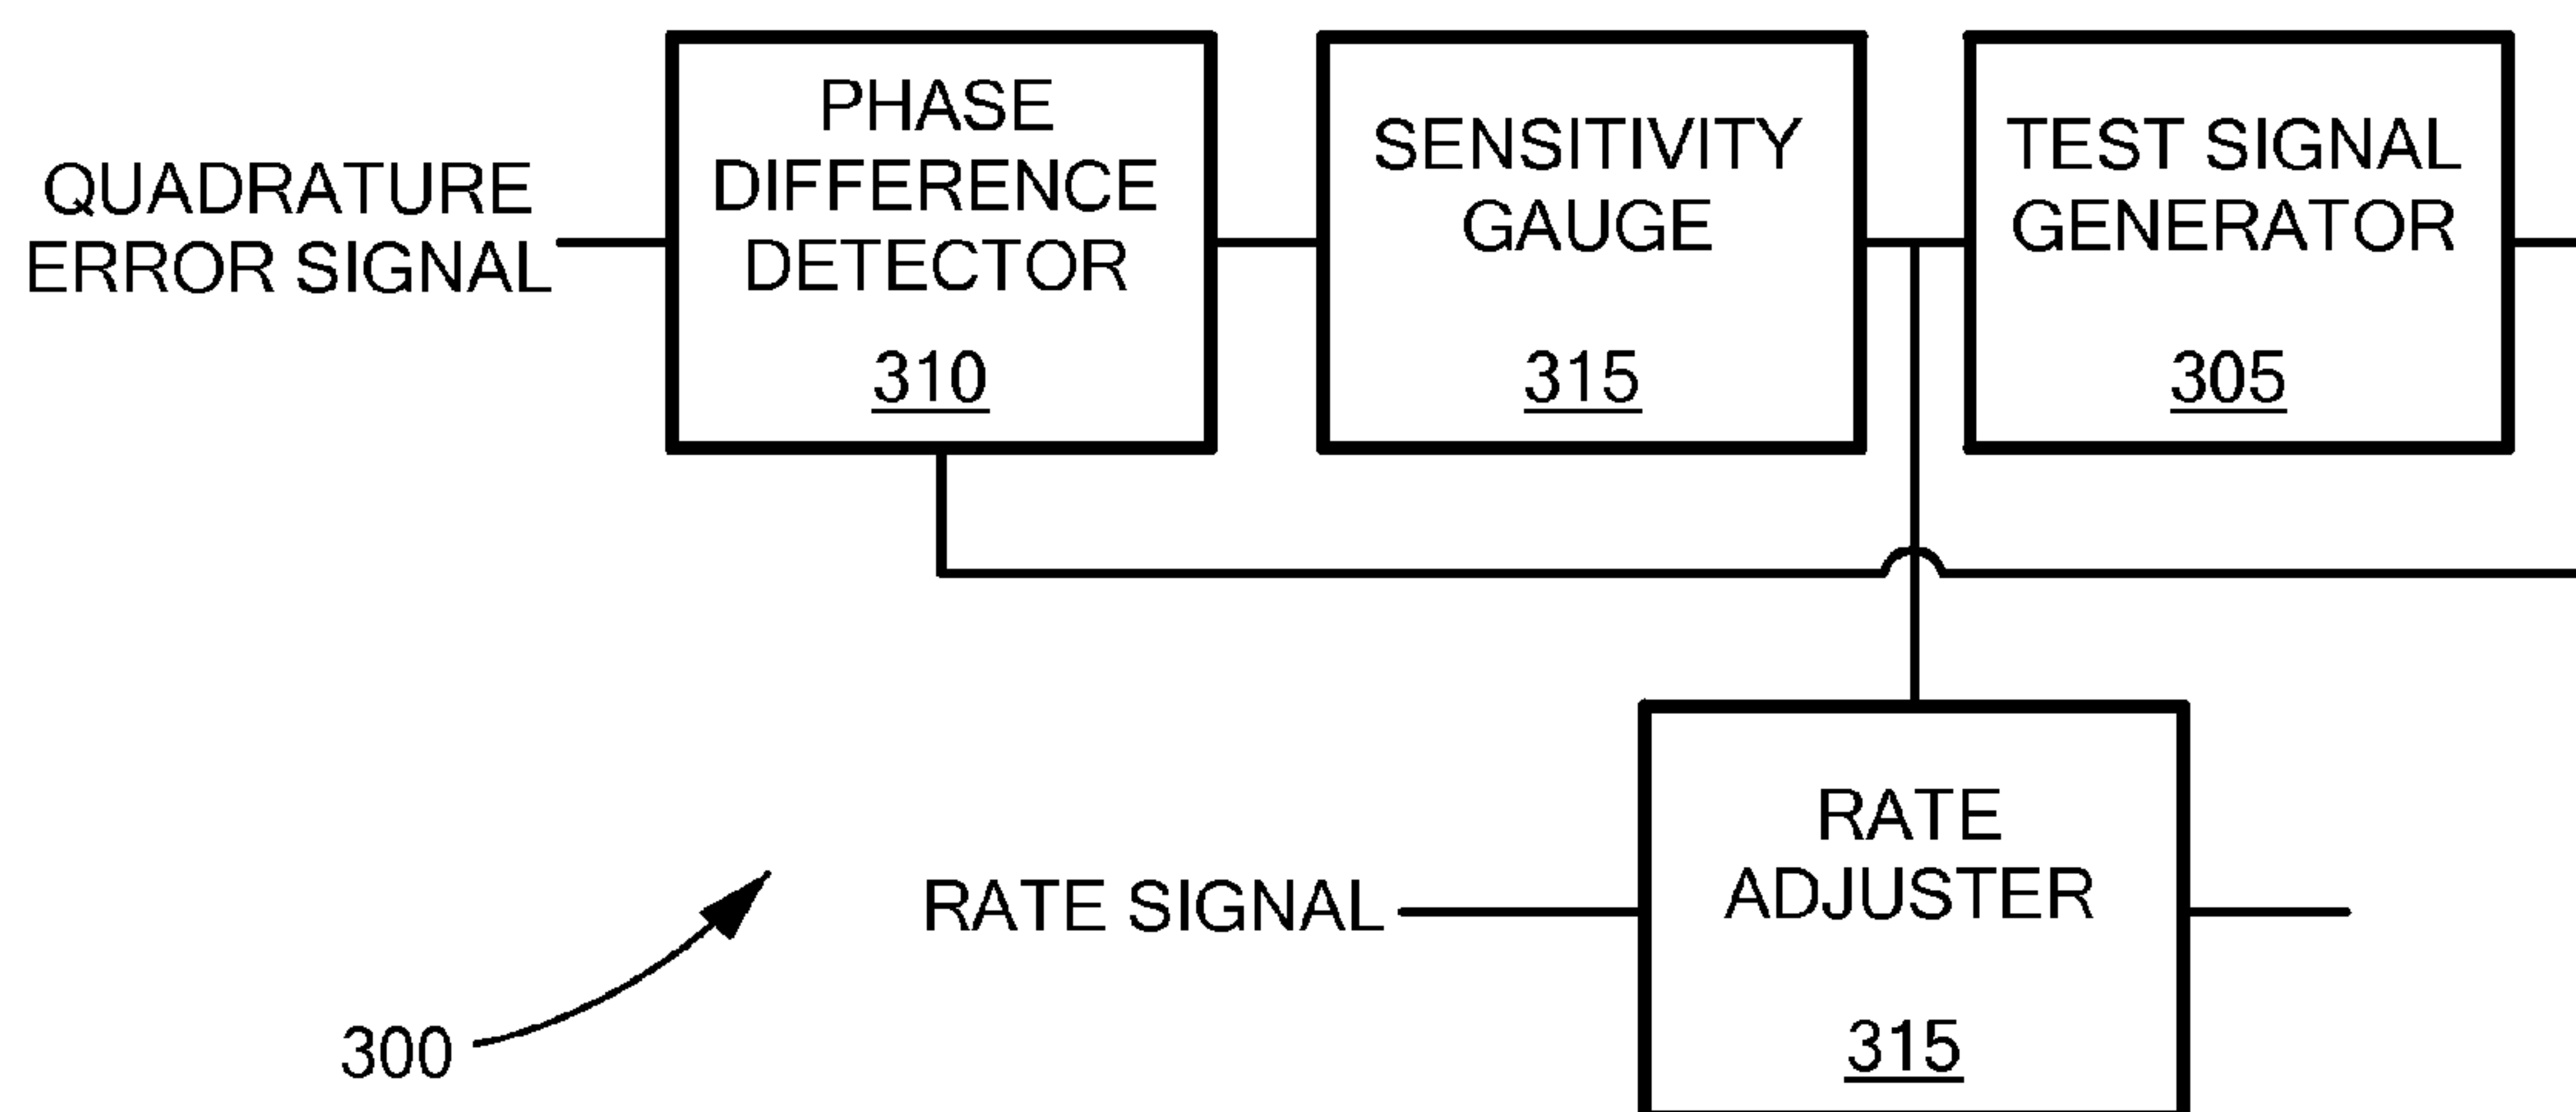 QUADRATURE
ERROR SIGNAL
PHASE
DIFFERENCE
DETECTOR
310
SENSITIVITY
GAUGE
315
TEST SIGNAL
GENERATOR
305
RATE SIGNAL
RATE
ADJUSTER
315
300